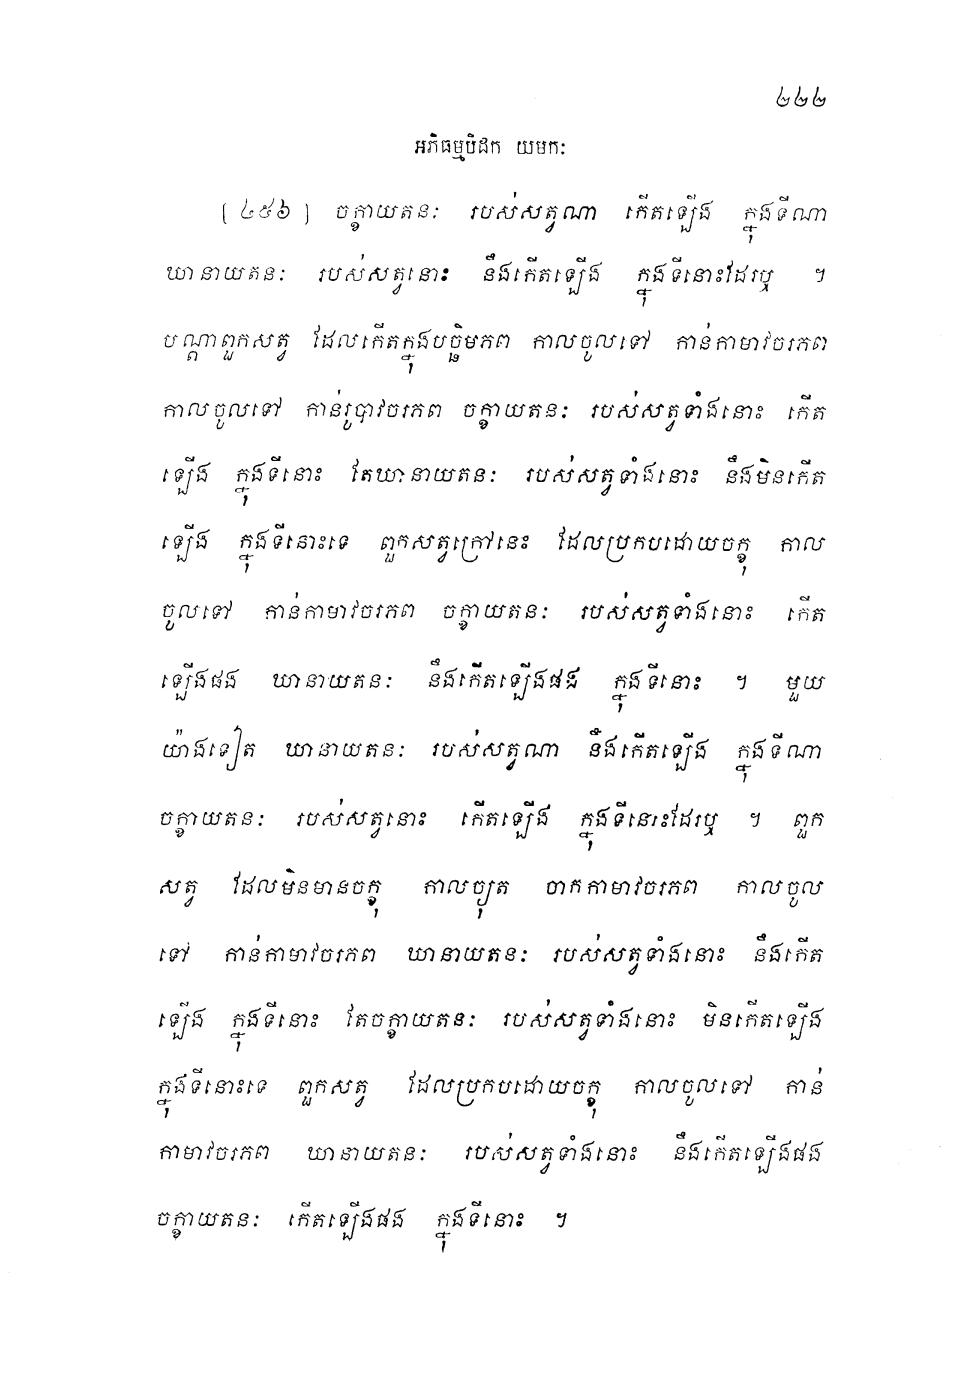 ២២២
អភិធម្មបិដក យមកៈ
[ ៤៥៦ ] ចក្ខាយតនៈ របស់សត្វណា កើតឡើង ក្នុងទីណា
ឃានាយតនៈ របស់សត្វនោះ នឹងកើតឡើង ក្នុងទីនោះដែរឬ ។
បណ្តាពួកសត្វ ដែលកើតក្នុងបច្ឆិមភព កាលចូលទៅ កាន់កាមាវចរភព
កាលចូលទៅ កាន់រូបាវចរភព ចក្ខាយតនៈ របស់សត្វទាំងនោះ កើត
ឡើង ក្នុងទីនោះ តែឃានាយតនៈ របស់សត្វទាំងនោះ នឹងមិនកើត
ឡើង ក្នុងទីនោះទេ ពួកសត្វក្រៅនេះ ដែលប្រកបដោយចក្ខុ កាល
ចូលទៅ កាន់កាមាវចរភព ចក្ខាយតនៈ របស់សត្វទាំងនោះ កើត
ឡើងផង ឃានាយតនៈ នឹងកើតឡើងផង ក្នុងទីនោះ ។ មួយ
យ៉ាងទៀត ឃានាយតនៈ របស់សត្វណា នឹងកើតឡើង ក្នុងទីណា
ចក្ខាយតនៈ របស់សត្វនោះ កើតឡើង ក្នុងទីនោះដែរឬ ។ ពួក
សត្វ ដែលមិនមានចក្ខុ កាលច្យុត ចាកកាមាវចរភព កាលចូល
ទៅ កាន់កាមាវចរភព ឃានាយតនៈ របស់សត្វទាំងនោះ នឹងកើត
ឡើង ក្នុងទីនោះ តែចក្ខាយតនៈ របស់សត្វទាំងនោះ មិនកើតឡើង
ក្នុងទីនោះទេ ពួកសត្វ ដែលប្រកបដោយចក្ខុ កាលចូលទៅ កាន់
កាមាវចរភព ឃានាយតនៈ របស់សត្វទាំងនោះ នឹងកើតឡើងផង
ចក្ខាយតនៈ កើតឡើងផង ក្នុងទីនោះ ។